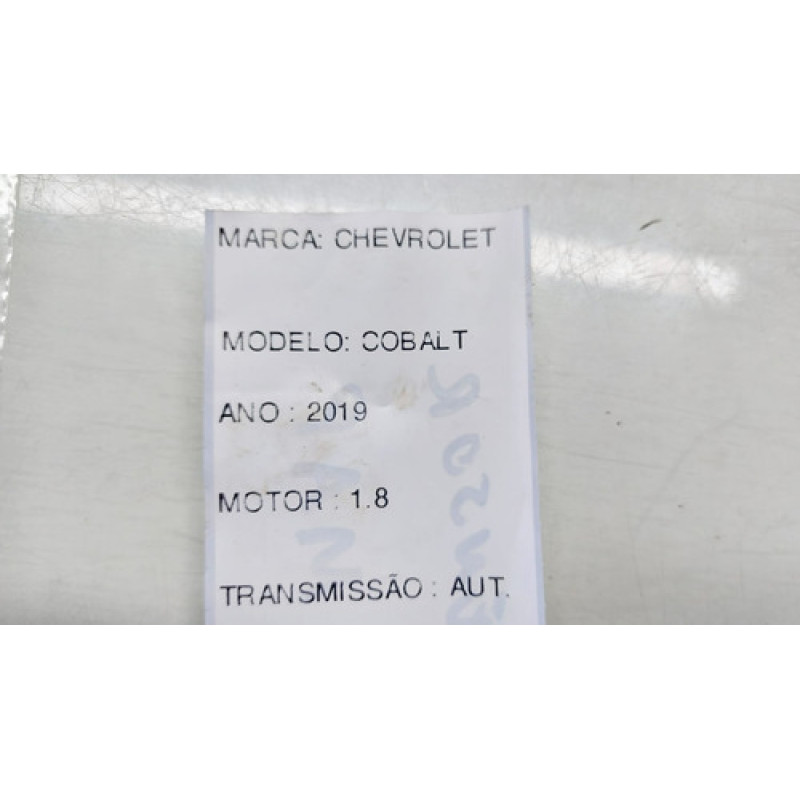 MARCA: CHEVROLET
MODELO: COBALT
ANO : 2019
MOTOR : 1.8
TRANSMISSÃO : AUT.